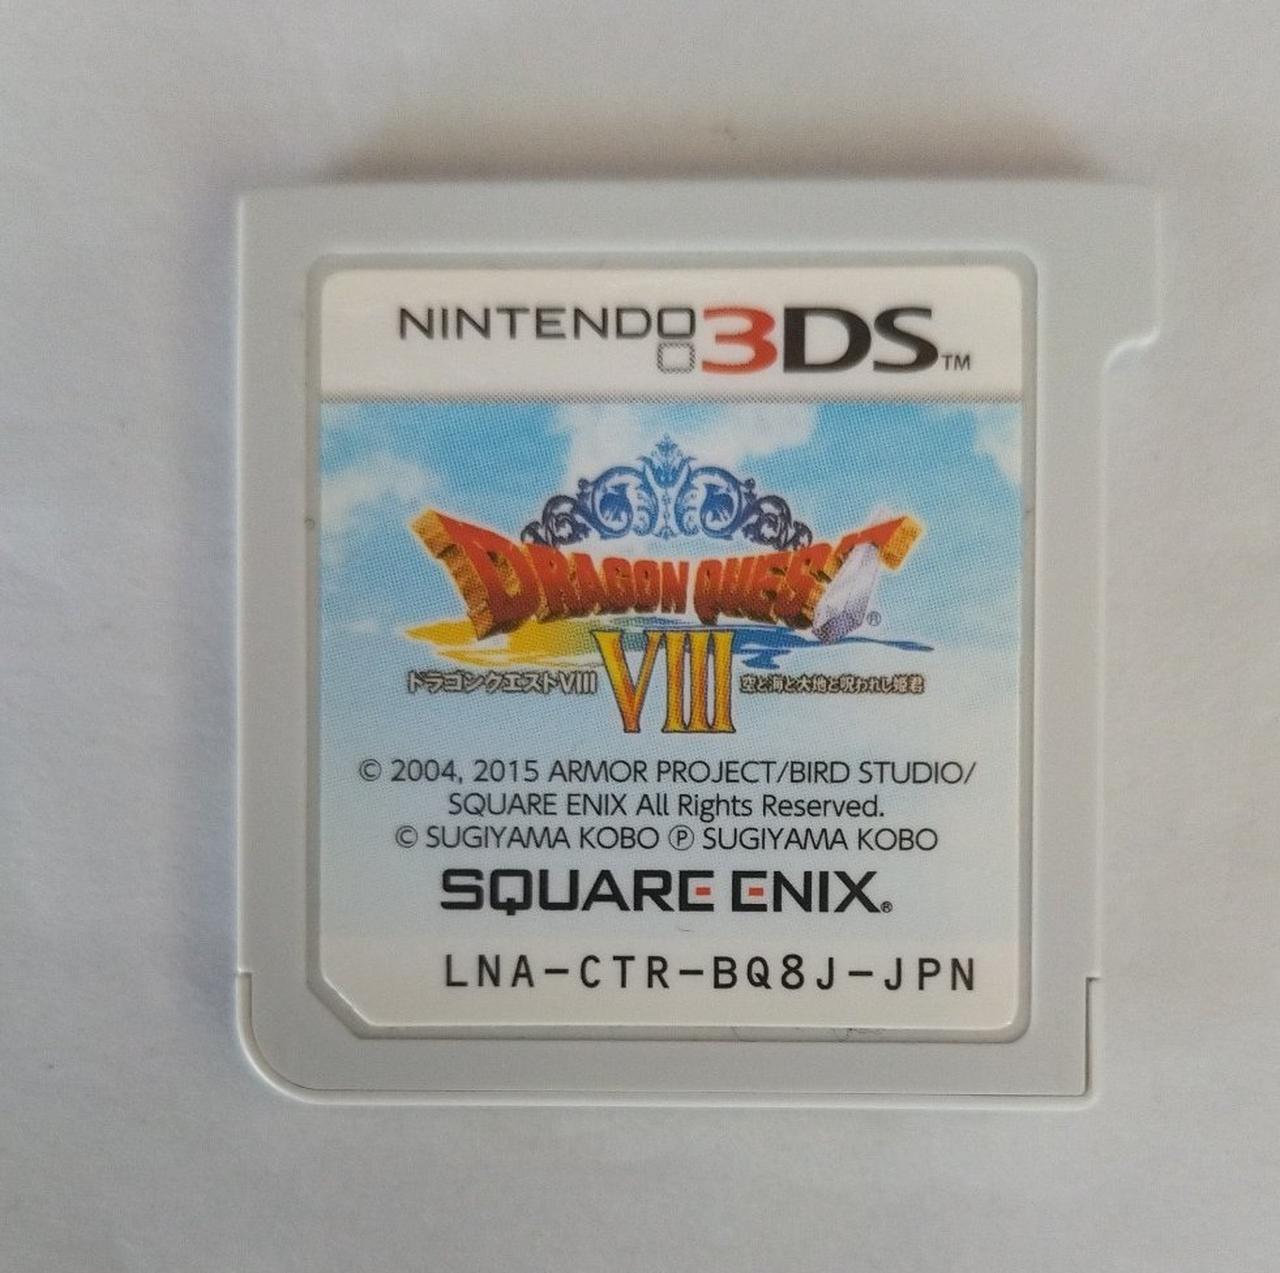 NINTENDO 3DS™
DRAGON QUEST®
VIII
ドラゴンクエストVIII 空と海と大地と呪われし姫君
© 2004, 2015 ARMOR PROJECT/BIRD STUDIO/
SQUARE ENIX All Rights Reserved.
© SUGIYAMA KOBO Ⓟ SUGIYAMA KOBO
SQUARE ENIX®
LNA-CTR-BQ8J-JPN